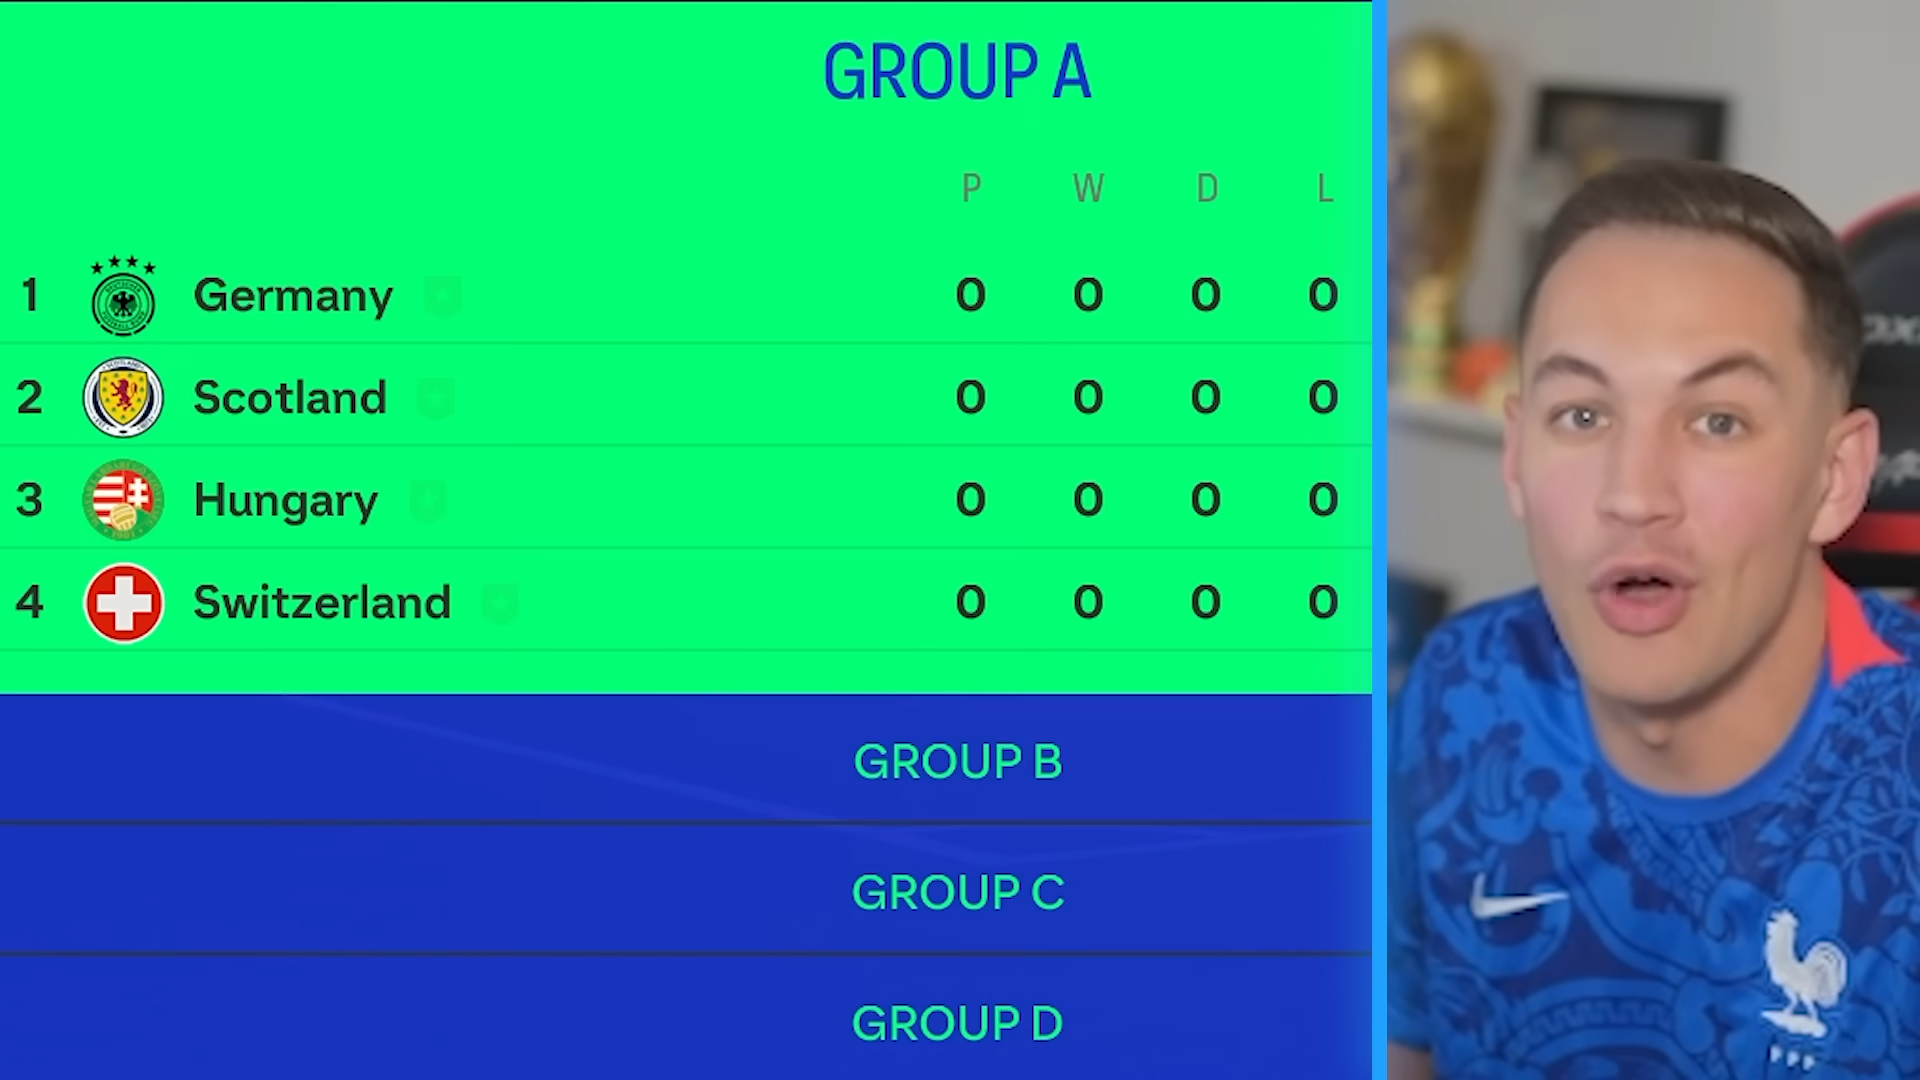 GROUP A
P W D L
1 Germany 0 0 0 0
2 Scotland 0 0 0 0
3 Hungary 0 0 0 0
4 Switzerland 0 0 0 0
GROUP B
GROUP C
GROUP D
FFF